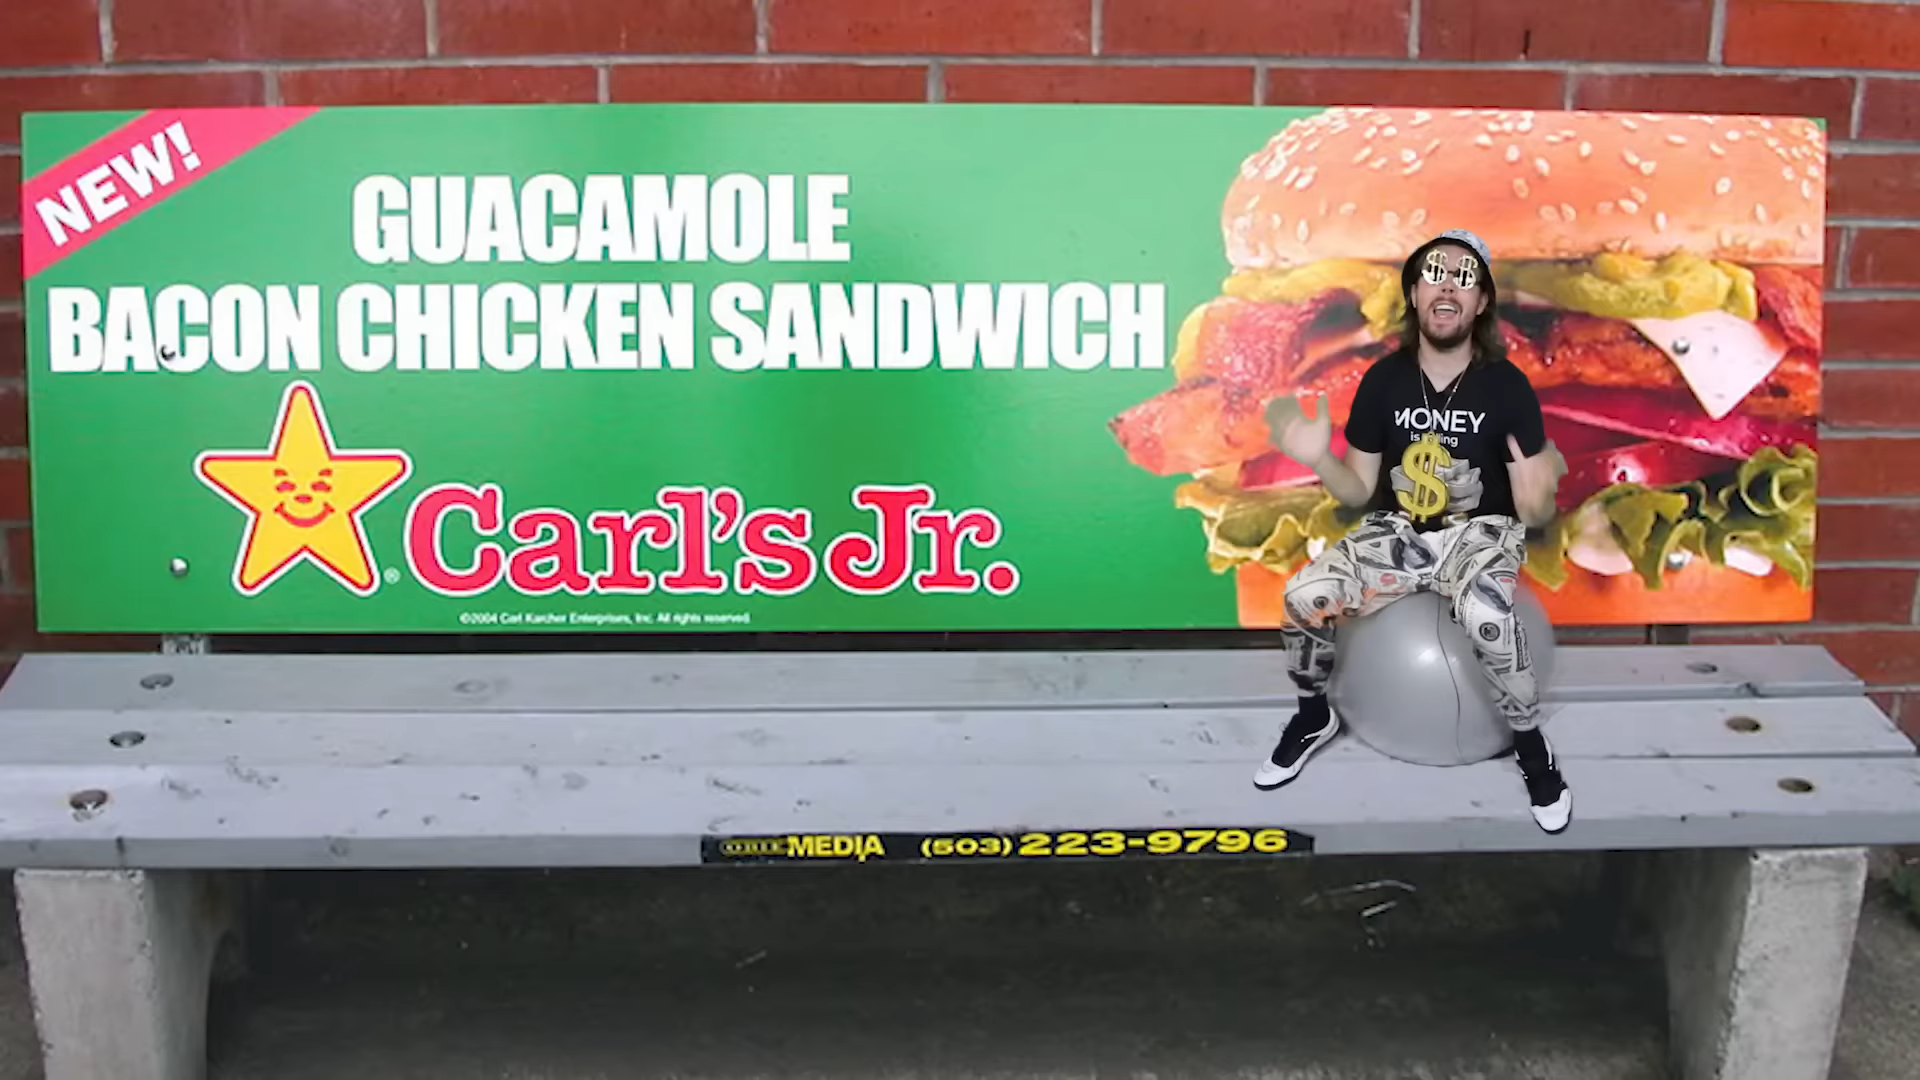 NEW!
GUACAMOLE
BACON CHICKEN SANDWICH
Carl's Jr.
®
©2004 Carl Karcher Enterprises, Inc. All rights reserved.
MONEY
is
$
MEDIA (503) 223-9796